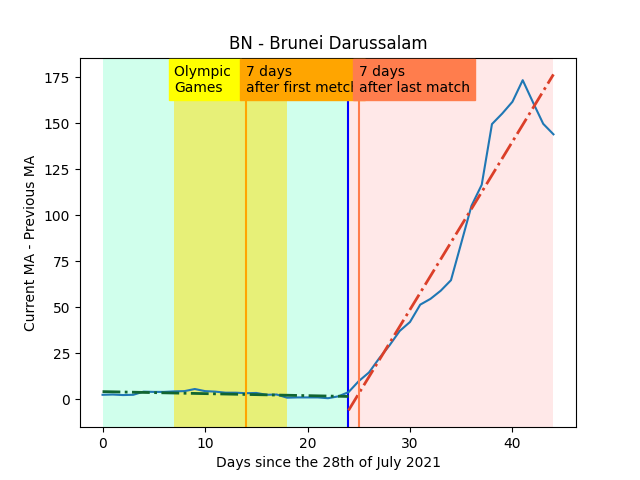 BN - Brunei Darussalam
Olympic
Games
7 days
after first metch
7 days
after last match
175
150
125
100
75
50
25
0
Current MA - Previous MA
0
10
20
30
40
Days since the 28th of July 2021